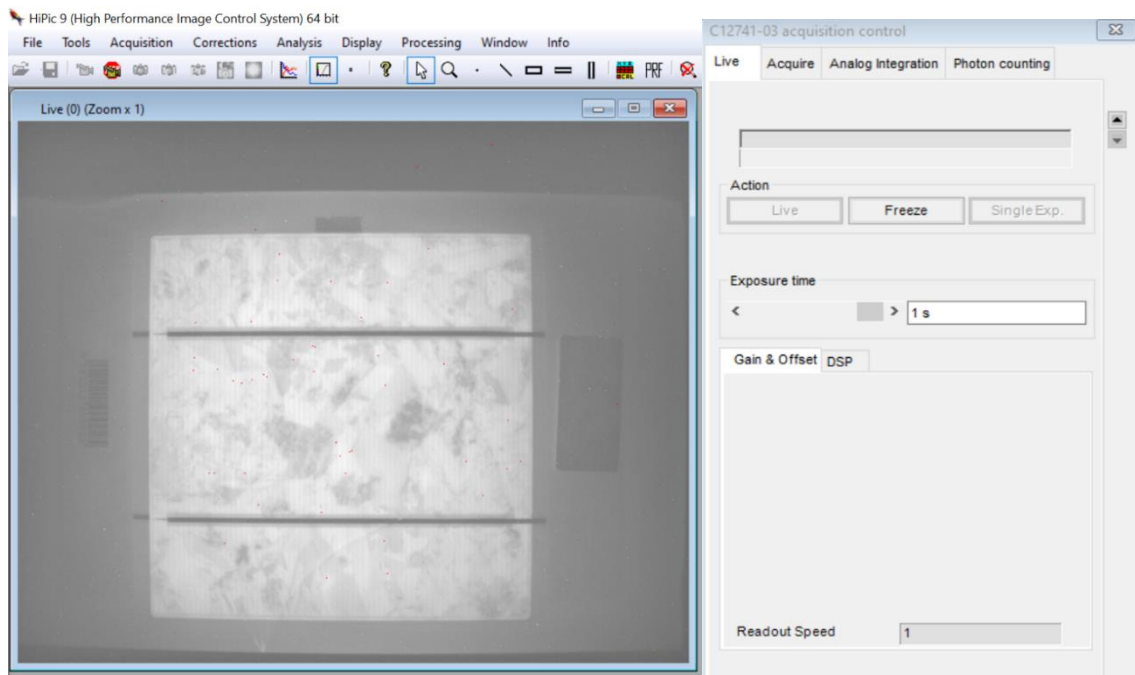 HiPic 9 (High Performance Image Control System) 64 bit
File Tools Acquisition Corrections Analysis Display Processing Window Info
PRF
Live (0) (Zoom x 1)
C12741-03 acquisition control
Live Acquire Analog Integration Photon counting
Action
Live Freeze Single Exp.
Exposure time
< > 1 s
Gain & Offset DSP
Readout Speed 1